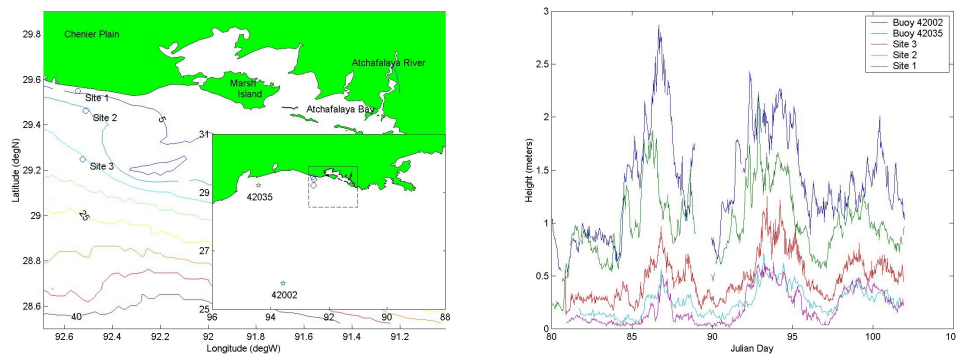 29.8
29.6
29.4
29.2
29
28.8
28.6
Latitude (degN)
Chenier Plain
Atchafalaya River
Marsh
Island
Atchafalaya Bay
Site 1
Site 2
Site 3
5
25
40
31
29
27
25
42035
42002
96 94 92 90 88
92.6 92.4 92.2 92 91.8 91.6 91.4 91.2
Longitude (degW)
3
2.5
2
1.5
1
0.5
0
Height (meters)
Buoy 42002
Buoy 42035
Site 3
Site 2
Site 1
80 85 90 95 100 10
Julian Day